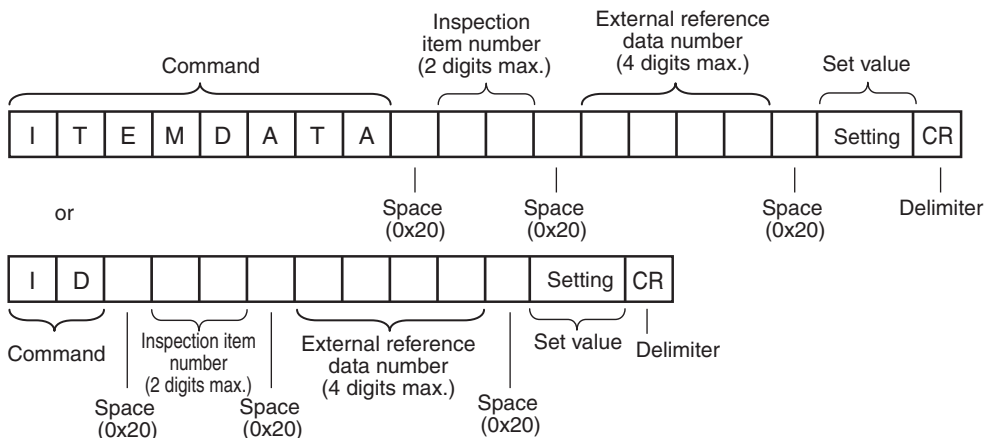 Inspection
item number
(2 digits max.)
External reference
data number
(4 digits max.)
Command
Set value
I T E M D A T A Setting CR
Space
(0x20)
Space
(0x20)
Space
(0x20)
Delimiter
or
I D Setting CR
Command
Inspection item
number
(2 digits max.)
External reference
data number
(4 digits max.)
Set value
Delimiter
Space
(0x20)
Space
(0x20)
Space
(0x20)